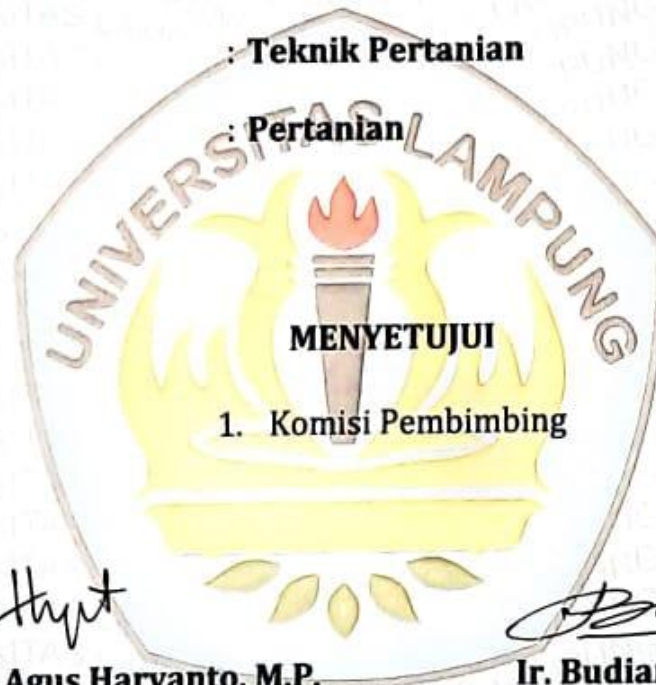 : Teknik Pertanian
: Pertanian
UNIVERSITAS LAMPUNG
MENYETUJUI
1. Komisi Pembimbing
Agus Haryanto, M.P.
Ir. Budian